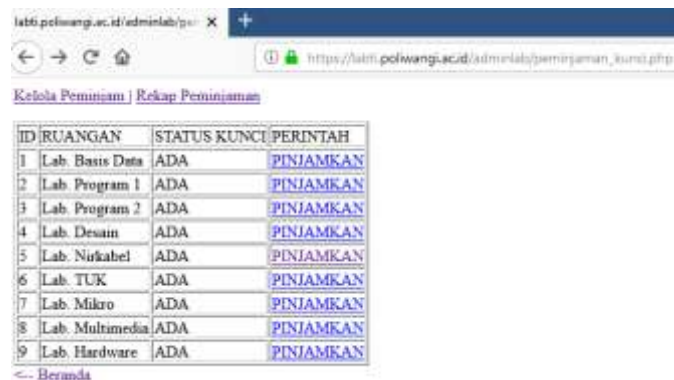 labti.poliwangi.ac.id/adminlab/pe
https://labti.poliwangi.ac.id/adminlab/peminjaman_kunci.php
Kelola Peminjam | Rekap Peminjaman
ID RUANGAN STATUS KUNCI PERINTAH
1 Lab. Basis Data ADA PINJAMKAN
2 Lab. Program 1 ADA PINJAMKAN
3 Lab. Program 2 ADA PINJAMKAN
4 Lab. Desain ADA PINJAMKAN
5 Lab. Nirkabel ADA PINJAMKAN
6 Lab. TUK ADA PINJAMKAN
7 Lab. Mikro ADA PINJAMKAN
8 Lab. Multimedia ADA PINJAMKAN
9 Lab. Hardware ADA PINJAMKAN
<-- Beranda